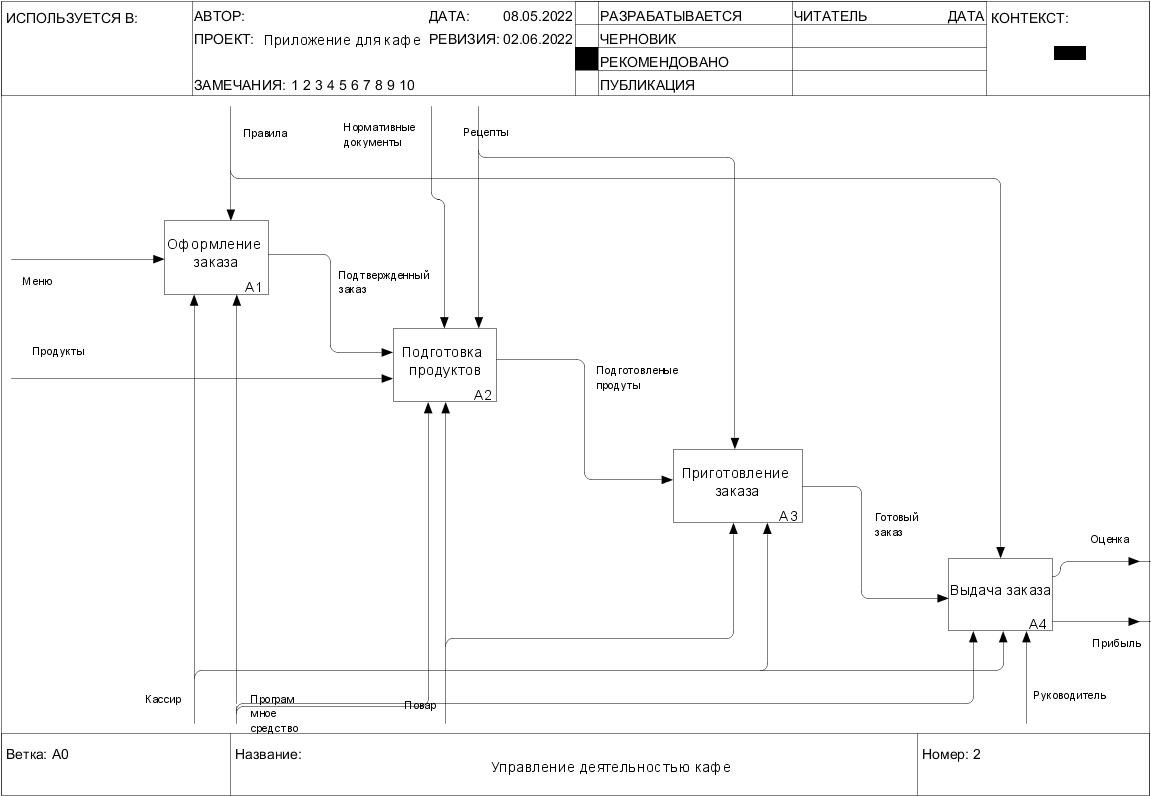 ИСПОЛЬЗУЕТСЯ В:
АВТОР:
ДАТА: 08.05.2022
ПРОЕКТ: Приложение для кафе
РЕВИЗИЯ: 02.06.2022
ЗАМЕЧАНИЯ: 1 2 3 4 5 6 7 8 9 10
РАЗРАБАТЫВАЕТСЯ
ЧЕРНОВИК
РЕКОМЕНДОВАНО
ПУБЛИКАЦИЯ
ЧИТАТЕЛЬ
ДАТА
КОНТЕКСТ:
Правила
Нормативные
документы
Рецепты
Оформление
заказа
A1
Меню
Подтвержденный
заказ
Продукты
Подготовка
продуктов
A2
Подготовленые
продуты
Приготовление
заказа
A3
Готовый
заказ
Оценка
Выдача заказа
A4
Прибыль
Кассир
Програм
мное
средство
Повар
Руководитель
Ветка: A0
Название:
Управление деятельностью кафе
Номер: 2